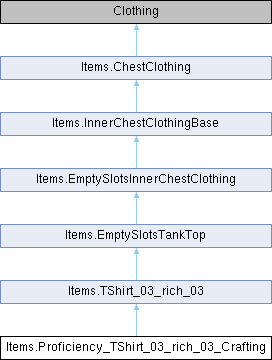 Clothing
Items.ChestClothing
Items.InnerChestClothingBase
Items.EmptySlotsInnerChestClothing
Items.EmptySlotsTankTop
Items.TShirt_03_rich_03
Items.Proficiency_TShirt_03_rich_03_Crafting